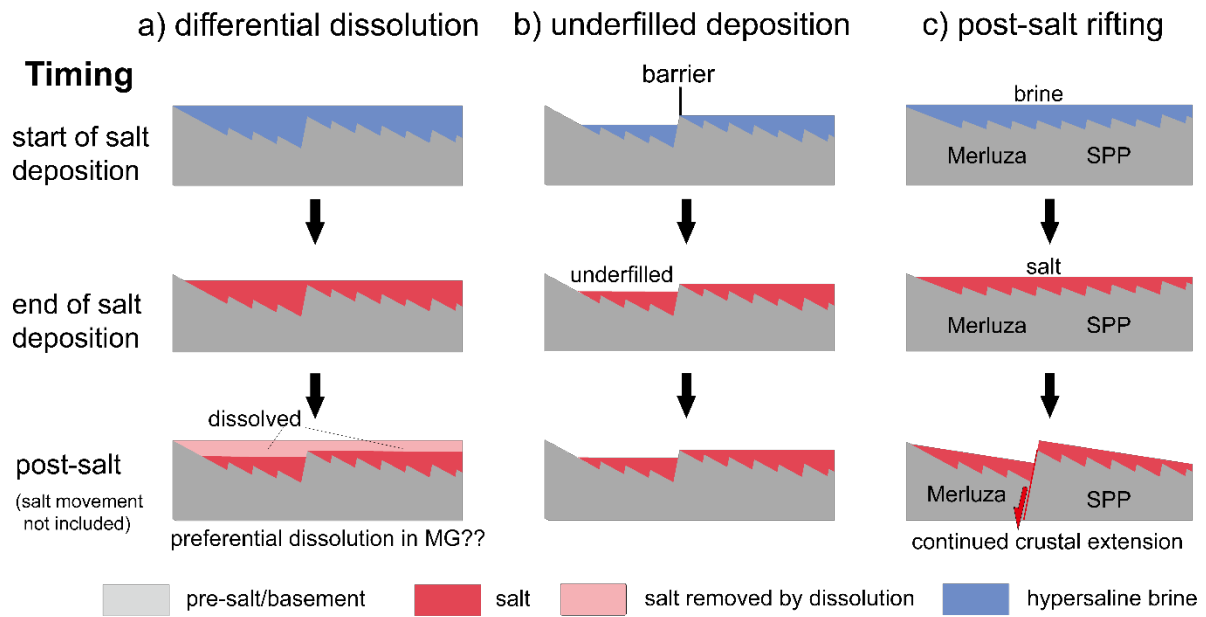 a) differential dissolution
b) underfilled deposition
c) post-salt rifting
Timing
barrier
brine
start of salt
deposition
Merluza
SPP
underfilled
salt
end of salt
deposition
Merluza
SPP
dissolved
post-salt
(salt movement
not included)
Merluza
SPP
preferential dissolution in MG??
continued crustal extension
pre-salt/basement
salt
salt removed by dissolution
hypersaline brine